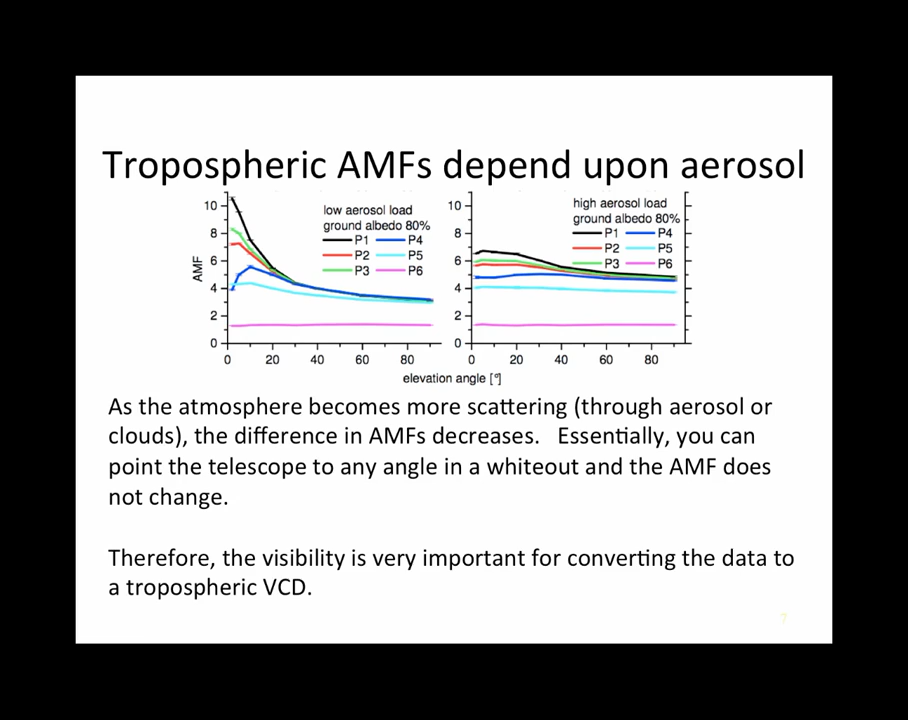 Tropospheric AMFs depend upon aerosol
10
8
6
4
2
0
AMF
low aerosol load
ground albedo 80%
P1 P4
P2 P5
P3 P6
0 20 40 60 80
10
8
6
4
2
0
high aerosol load
ground albedo 80%
P1 P4
P2 P5
P3 P6
0 20 40 60 80
elevation angle [°]
As the atmosphere becomes more scattering (through aerosol or
clouds), the difference in AMFs decreases. Essentially, you can
point the telescope to any angle in a whiteout and the AMF does
not change.
Therefore, the visibility is very important for converting the data to
a tropospheric VCD.
7